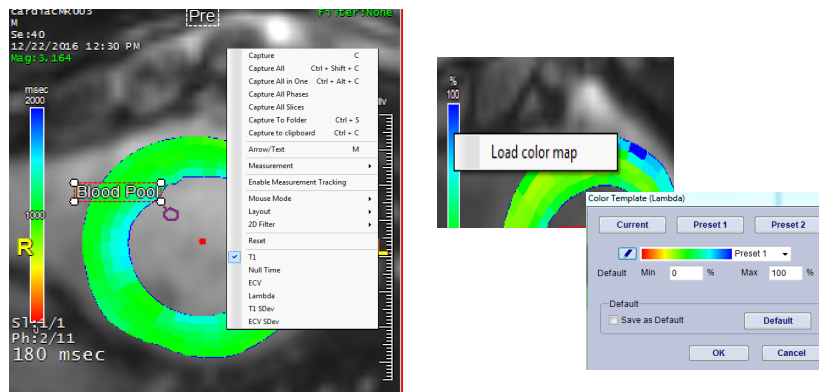 CardiacMR003
Pre
Filter:None
M
Se:40
12/22/2016 12:30 PM
Mag:3.164
msec
2000
1000
0
Blood Pool
R
Sl:1/1
Ph:2/11
180 msec
Capture C
Capture All Ctrl + Shift + C
Capture All in One Ctrl + Alt + C
Capture All Phases
Capture All Slices
Capture To Folder Ctrl + S
Capture to clipboard Ctrl + C
Arrow/Text M
Measurement
Enable Measurement Tracking
Mouse Mode
Layout
2D Filter
Reset
T1
Null Time
ECV
Lambda
T1 SDev
ECV SDev
%
100
Load color map
Color Template (Lambda)
Current Preset 1 Preset 2
Preset 1
Default Min 0 % Max 100 %
Default
Save as Default Default
OK Cancel